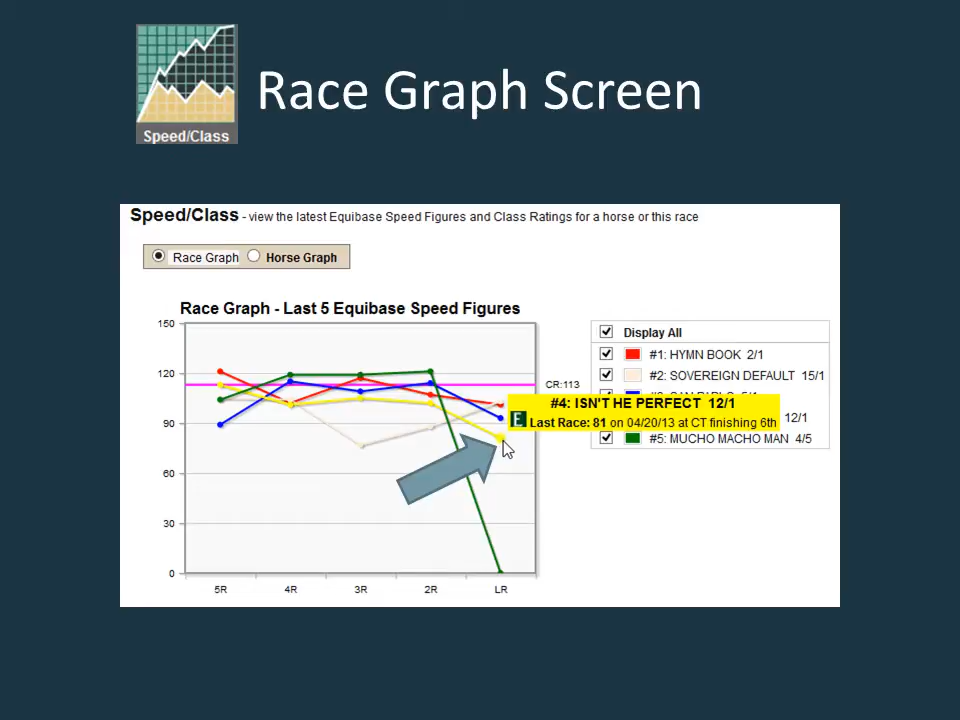 Speed/Class
Race Graph Screen
Speed/Class - view the latest Equibase Speed Figures and Class Ratings for a horse or this race
Race Graph Horse Graph
Race Graph - Last 5 Equibase Speed Figures
150
120
90
60
30
0
5R 4R 3R 2R LR
CR:113
Display All
#1: HYMN BOOK 2/1
#2: SOVEREIGN DEFAULT 15/1
#4: ISN'T HE PERFECT 12/1
E Last Race: 81 on 04/20/13 at CT finishing 6th
12/1
#5: MUCHO MACHO MAN 4/5